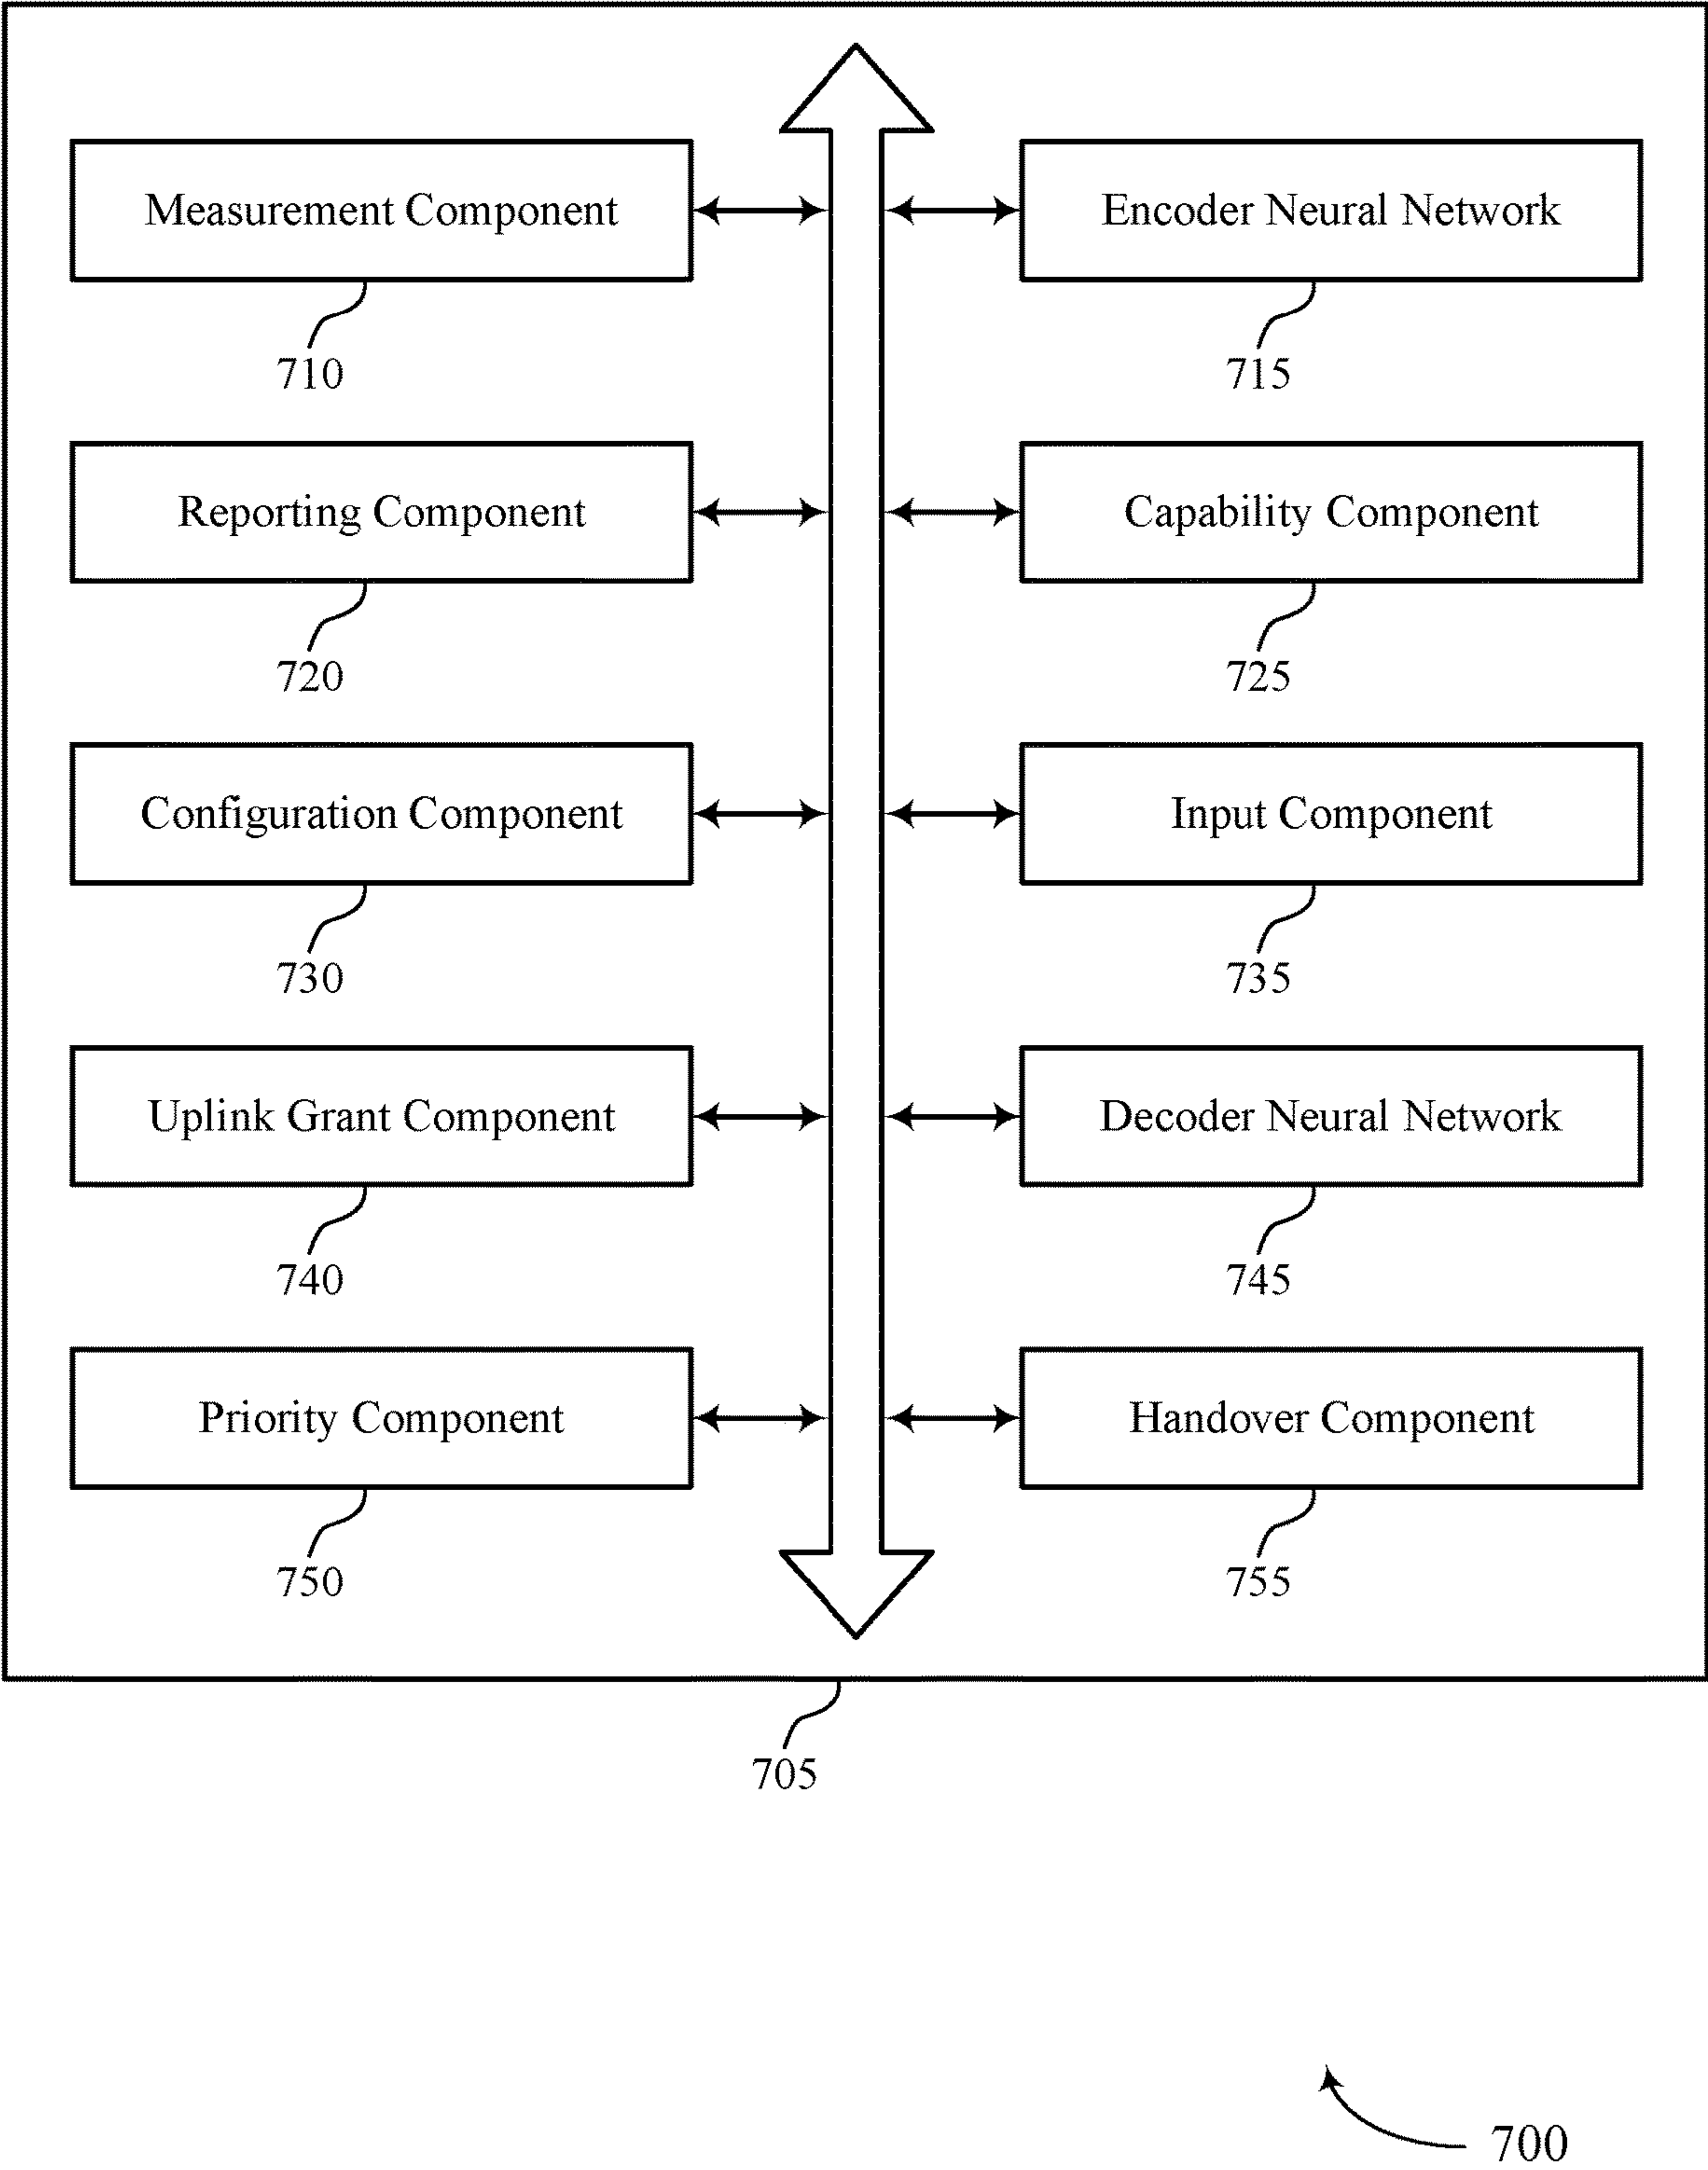 Measurement Component
Encoder Neural Network
710
715
Reporting Component
Capability Component
720
725
Configuration Component
Input Component
730
735
Uplink Grant Component
Decoder Neural Network
740
745
Priority Component
Handover Component
750
755
705
700